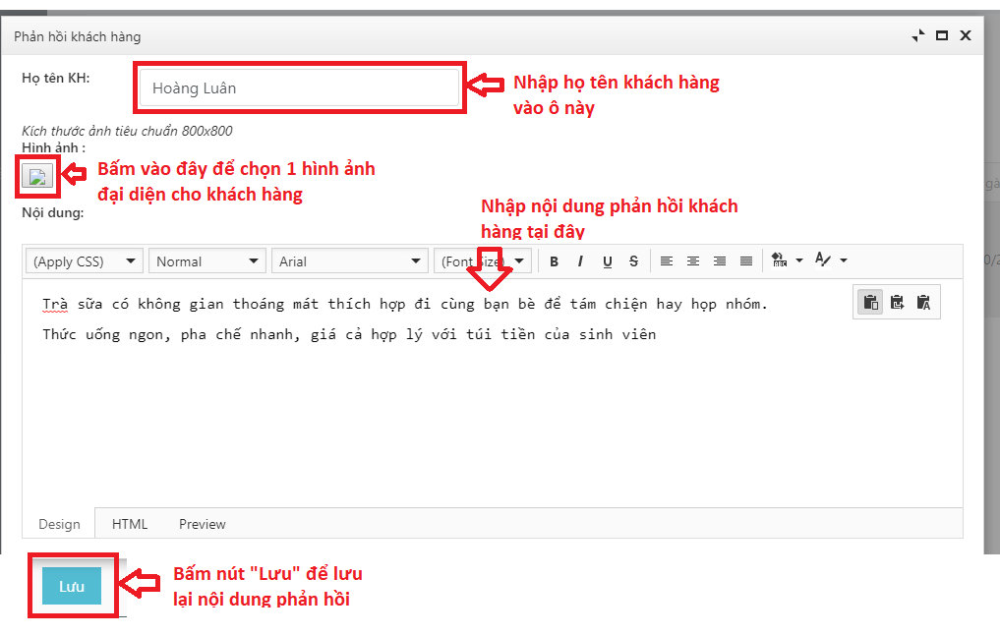 Phản hồi khách hàng
Họ tên KH:
Hoàng Luân
Nhập họ tên khách hàng
vào ô này
Kích thước ảnh tiêu chuẩn 800x800
Hình ảnh :
Bấm vào đây để chọn 1 hình ảnh
đại diện cho khách hàng
Nội dung:
Nhập nội dung phản hồi khách
hàng tại đây
(Apply CSS) Normal Arial (Font Size) B I U S
Trà sữa có không gian thoáng mát thích hợp đi cùng bạn bè để tám chiện hay họp nhóm.
Thức uống ngon, pha chế nhanh, giá cả hợp lý với túi tiền của sinh viên
Design HTML Preview
Lưu
Bấm nút "Lưu" để lưu
lại nội dung phản hồi